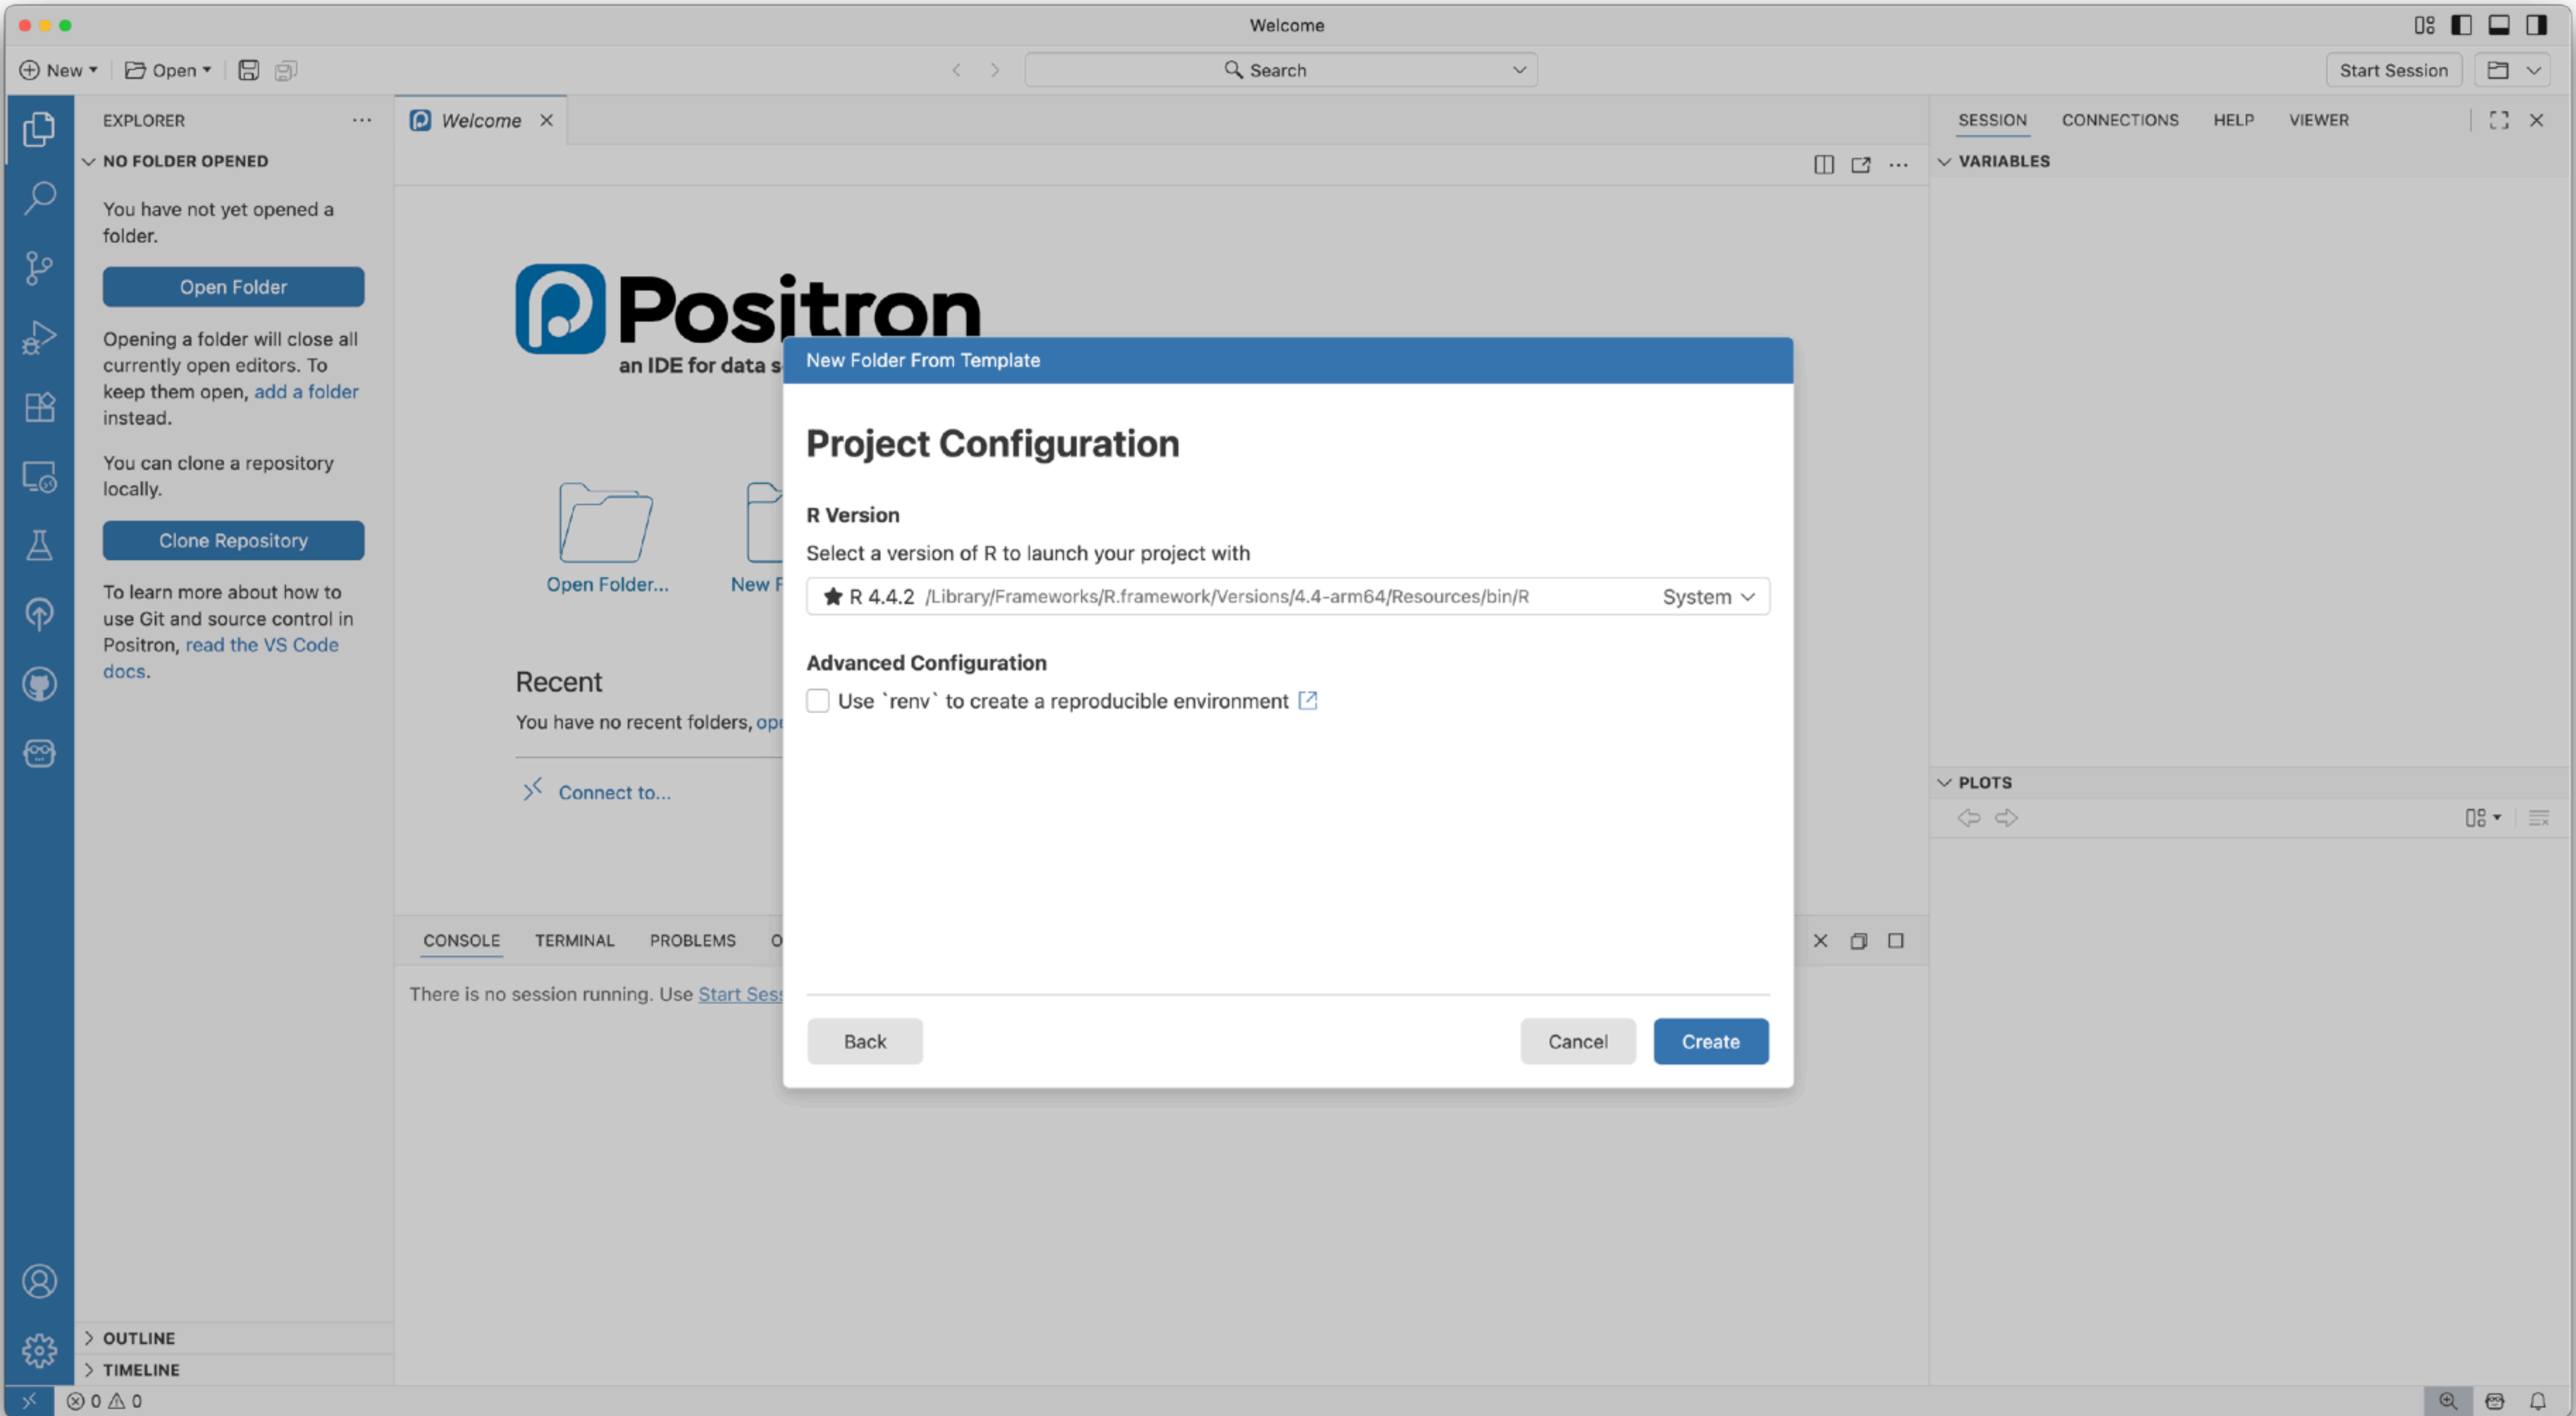 Welcome
New
Open
Search
Start Session
EXPLORER
NO FOLDER OPENED
You have not yet opened a
folder.
Open Folder
Opening a folder will close all
currently open editors. To
keep them open, add a folder
instead.
You can clone a repository
locally.
Clone Repository
To learn more about how to
use Git and source control in
Positron, read the VS Code
docs.
OUTLINE
TIMELINE
0 0
Welcome
Positron
an IDE for data
Open Folder...
New
Recent
You have no recent folders,
Connect to...
CONSOLE TERMINAL PROBLEMS
There is no session running. Use Start
New Folder From Template
Project Configuration
R Version
Select a version of R to launch your project with
★ R 4.4.2 /Library/Frameworks/R.framework/Versions/4.4-arm64/Resources/bin/R System
Advanced Configuration
Use `renv` to create a reproducible environment
Back
Cancel
Create
SESSION CONNECTIONS HELP VIEWER
VARIABLES
PLOTS